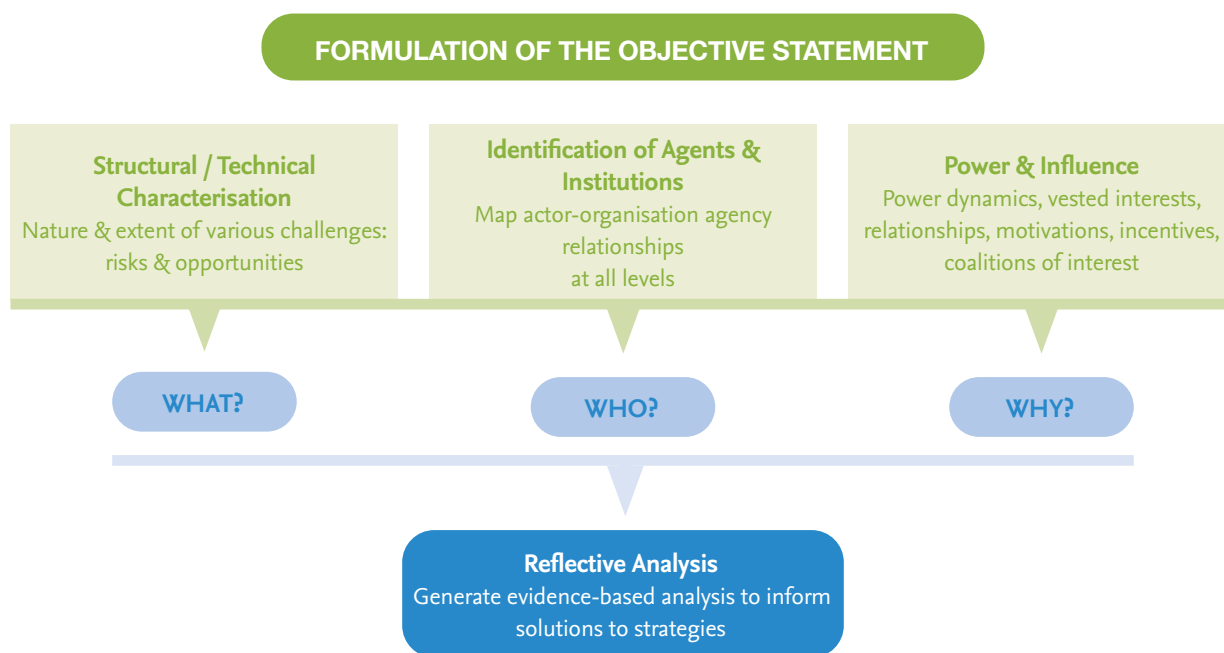 FORMULATION OF THE OBJECTIVE STATEMENT
Structural / Technical
Characterisation
Nature & extent of various challenges:
risks & opportunities
Identification of Agents &
Institutions
Map actor-organisation agency
relationships
at all levels
Power & Influence
Power dynamics, vested interests,
relationships, motivations, incentives,
coalitions of interest
WHAT?
WHO?
WHY?
Reflective Analysis
Generate evidence-based analysis to inform
solutions to strategies